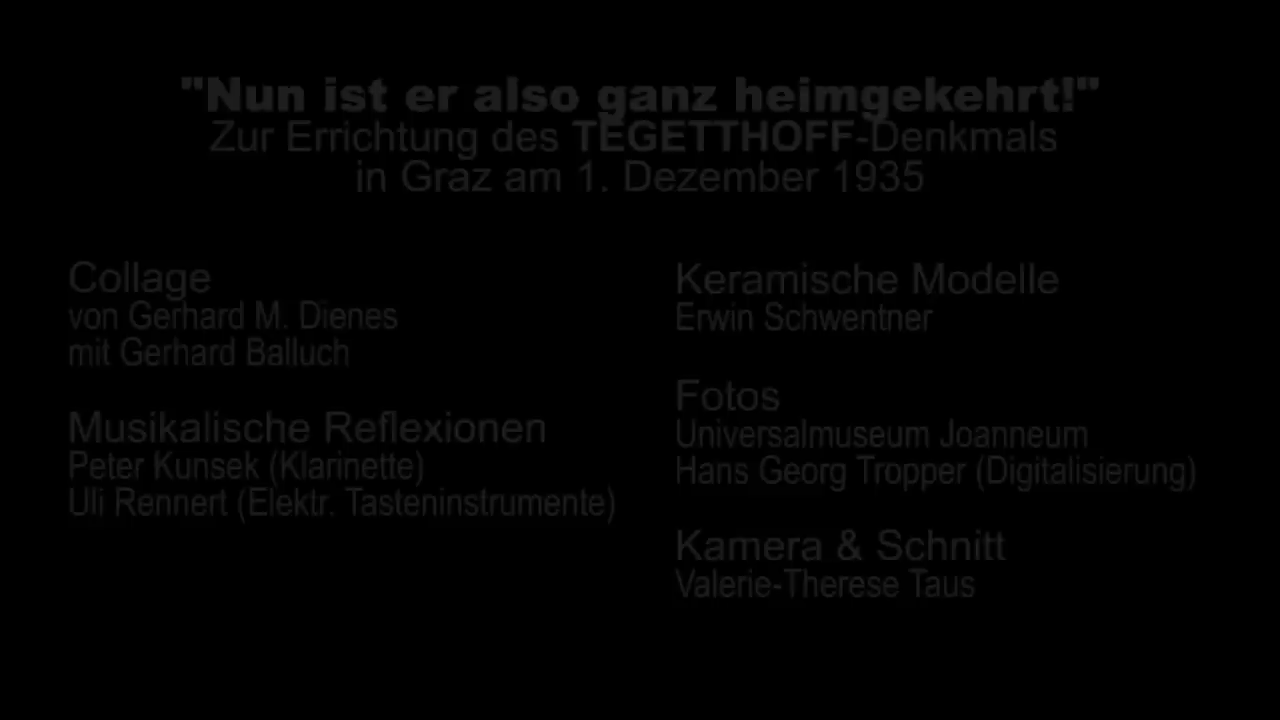 "Nun ist er also ganz heimgekehrt!"
Zur Errichtung des TEGETTHOFF-Denkmals
in Graz am 1. Dezember 1935
Collage
von Gerhard M. Dienes
mit Gerhard Balluch
Musikalische Reflexionen
Peter Kunsek (Klarinette)
Uli Rennert (Elektr. Tasteninstrumente)
Keramische Modelle
Erwin Schwentner
Fotos
Universalmuseum Joanneum
Hans Georg Tropper (Digitalisierung)
Kamera & Schnitt
Valerie-Therese Taus